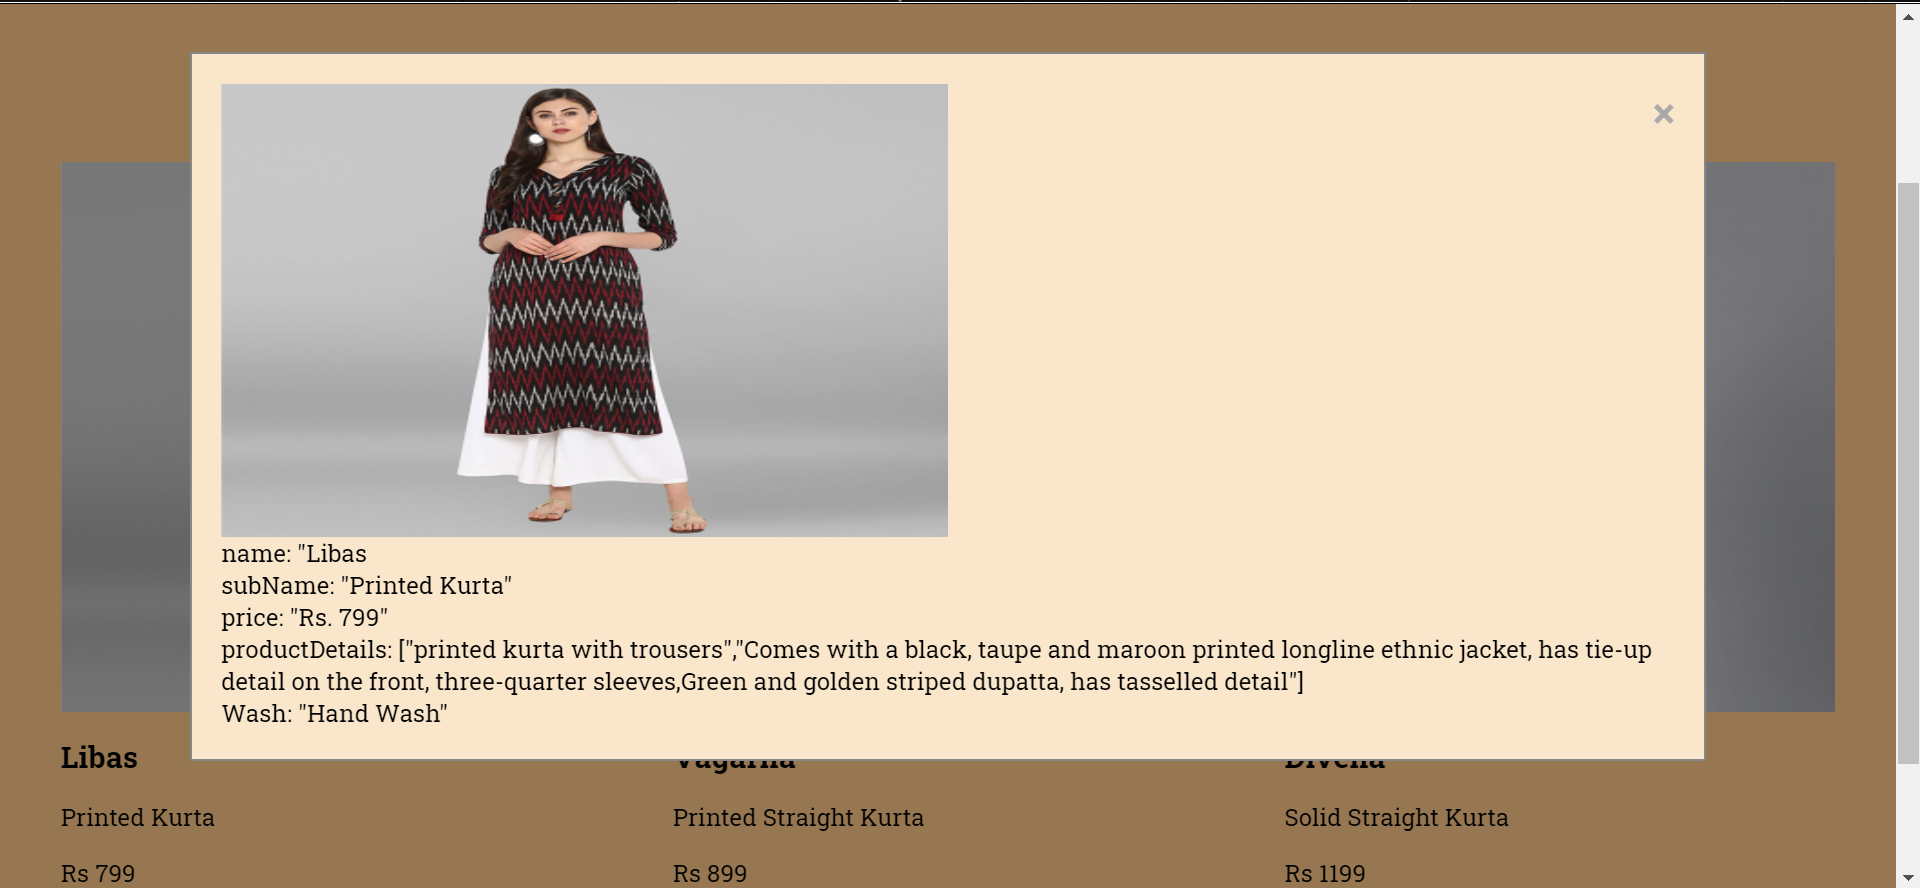 ×
name: "Libas
subName: "Printed Kurta"
price: "Rs. 799"
productDetails: ["printed kurta with trousers","Comes with a black, taupe and maroon printed longline ethnic jacket, has tie-up
detail on the front, three-quarter sleeves,Green and golden striped dupatta, has tasselled detail"]
Wash: "Hand Wash"
Libas
Printed Kurta
Printed Straight Kurta
Solid Straight Kurta
Rs 799
Rs 899
Rs 1199